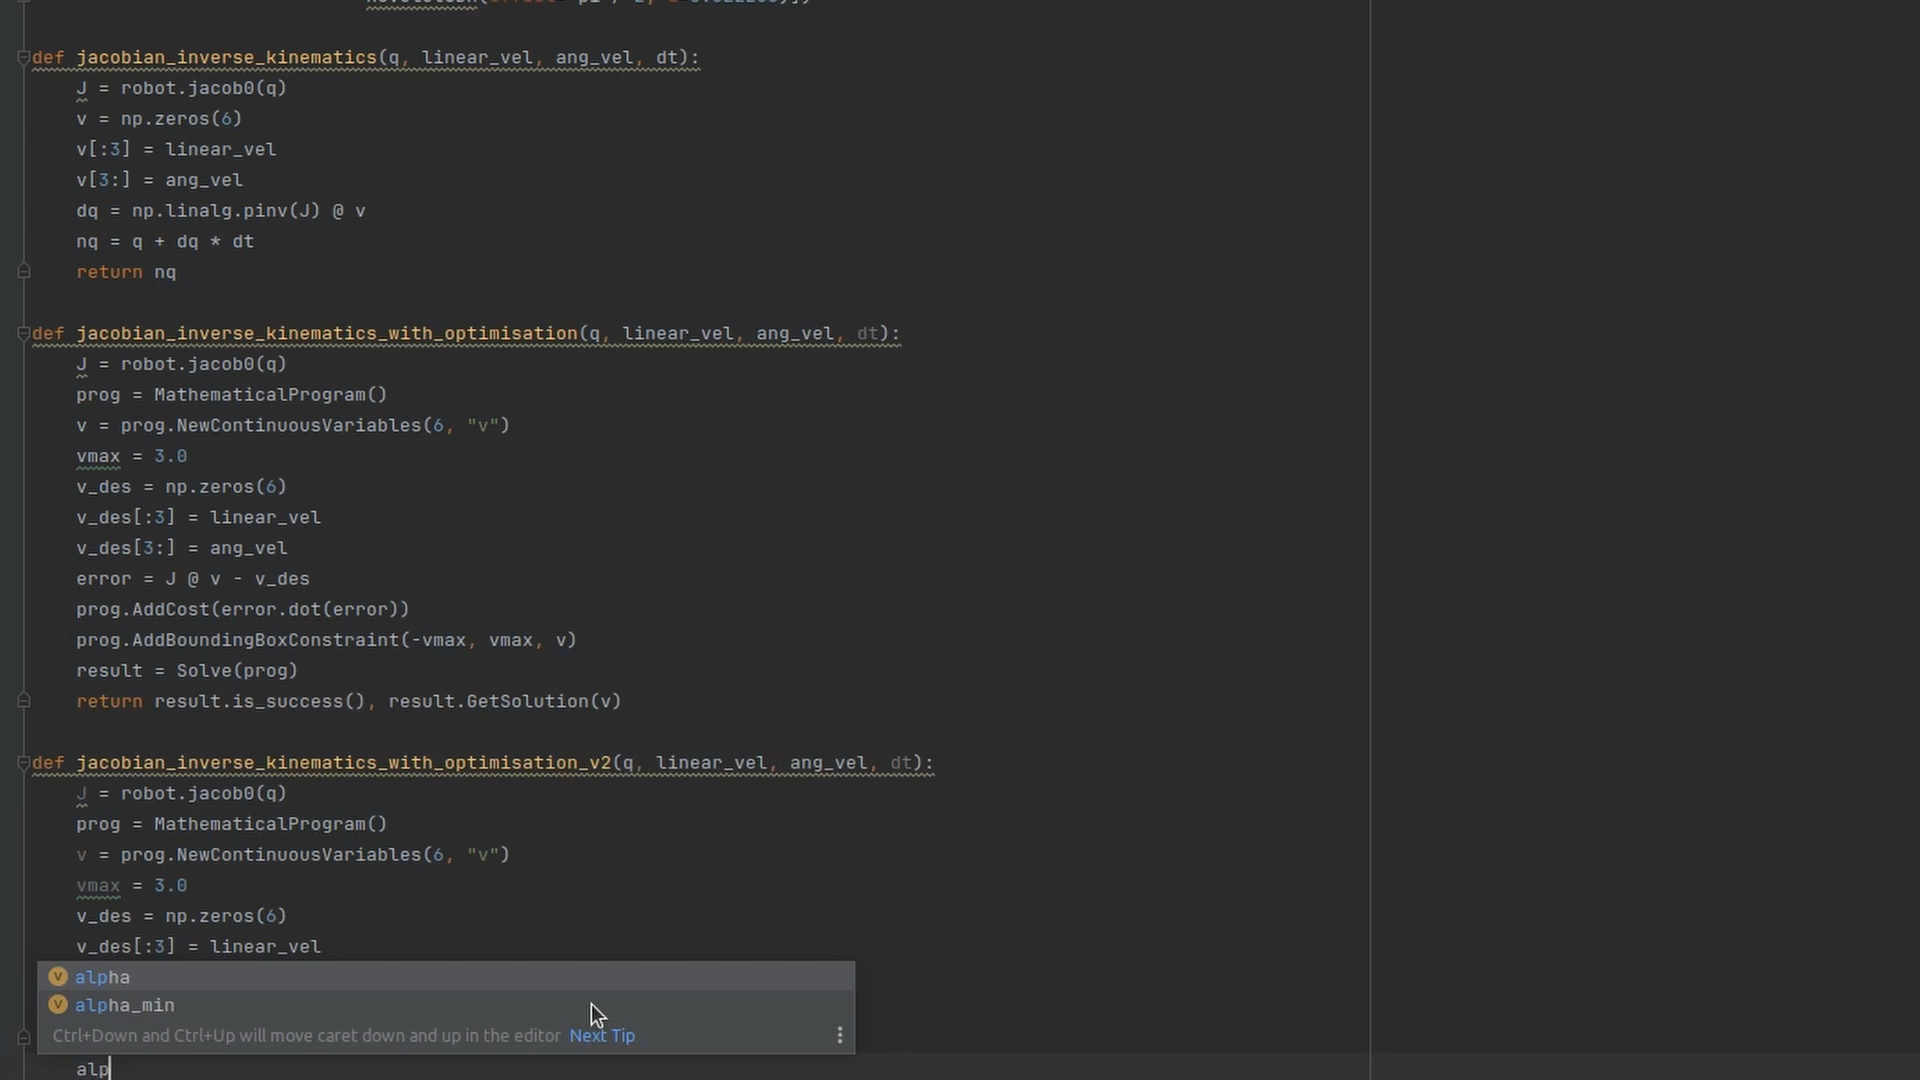 def jacobian_inverse_kinematics(q, linear_vel, ang_vel, dt):
J = robot.jacob0(q)
v = np.zeros(6)
v[:3] = linear_vel
v[3:] = ang_vel
dq = np.linalg.pinv(J) @ v
nq = q + dq * dt
return nq
def jacobian_inverse_kinematics_with_optimisation(q, linear_vel, ang_vel, dt):
J = robot.jacob0(q)
prog = MathematicalProgram()
v = prog.NewContinuousVariables(6, "v")
vmax = 3.0
v_des = np.zeros(6)
v_des[:3] = linear_vel
v_des[3:] = ang_vel
error = J @ v - v_des
prog.AddCost(error.dot(error))
prog.AddBoundingBoxConstraint(-vmax, vmax, v)
result = Solve(prog)
return result.is_success(), result.GetSolution(v)
def jacobian_inverse_kinematics_with_optimisation_v2(q, linear_vel, ang_vel, dt):
J = robot.jacob0(q)
prog = MathematicalProgram()
v = prog.NewContinuousVariables(6, "v")
vmax = 3.0
v_des = np.zeros(6)
v_des[:3] = linear_vel
V alpha
V alpha_min
Ctrl+Down and Ctrl+Up will move caret down and up in the editor Next Tip
alp